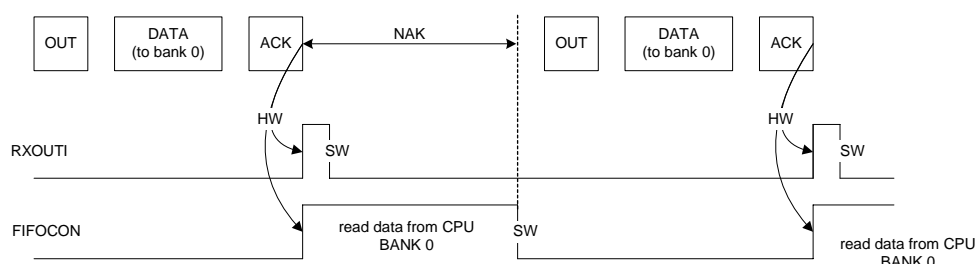 OUT
DATA
(to bank 0)
ACK
NAK
OUT
DATA
(to bank 0)
ACK
HW
HW
RXOUTI
SW
SW
FIFOCON
read data from CPU
BANK 0
SW
read data from CPU
BANK 0